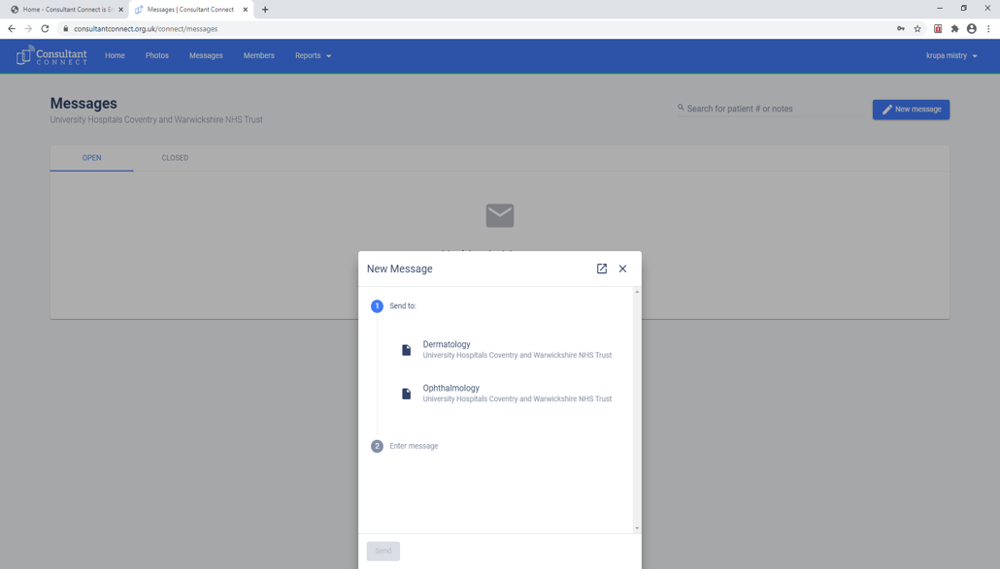 Home - Consultant Connect is Ex
Messages | Consultant Connect
consultantconnect.org.uk/connect/messages
Consultant
CONNECT
Home
Photos
Messages
Members
Reports
krupa mistry
Messages
University Hospitals Coventry and Warwickshire NHS Trust
Search for patient # or notes
New message
OPEN
CLOSED
New Message
1 Send to:
Dermatology
University Hospitals Coventry and Warwickshire NHS Trust
Ophthalmology
University Hospitals Coventry and Warwickshire NHS Trust
2 Enter message
Send